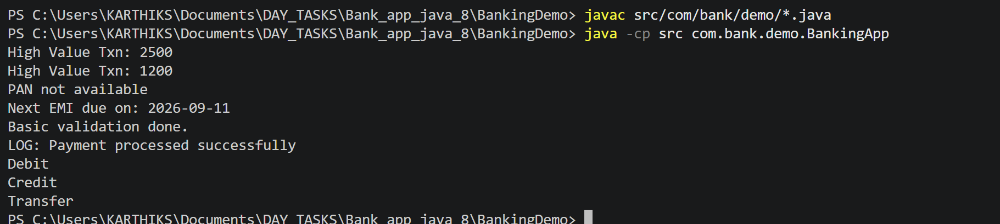 PS C:\Users\KARTHIKS\Documents\DAY_TASKS\Bank_app_java_8\BankingDemo> javac src/com/bank/demo/*.java
PS C:\Users\KARTHIKS\Documents\DAY_TASKS\Bank_app_java_8\BankingDemo> java -cp src com.bank.demo.BankingApp
High Value Txn: 2500
High Value Txn: 1200
PAN not available
Next EMI due on: 2026-09-11
Basic validation done.
LOG: Payment processed successfully
Debit
Credit
Transfer
PS C:\Users\KARTHIKS\Documents\DAY_TASKS\Bank_app_java_8\BankingDemo>